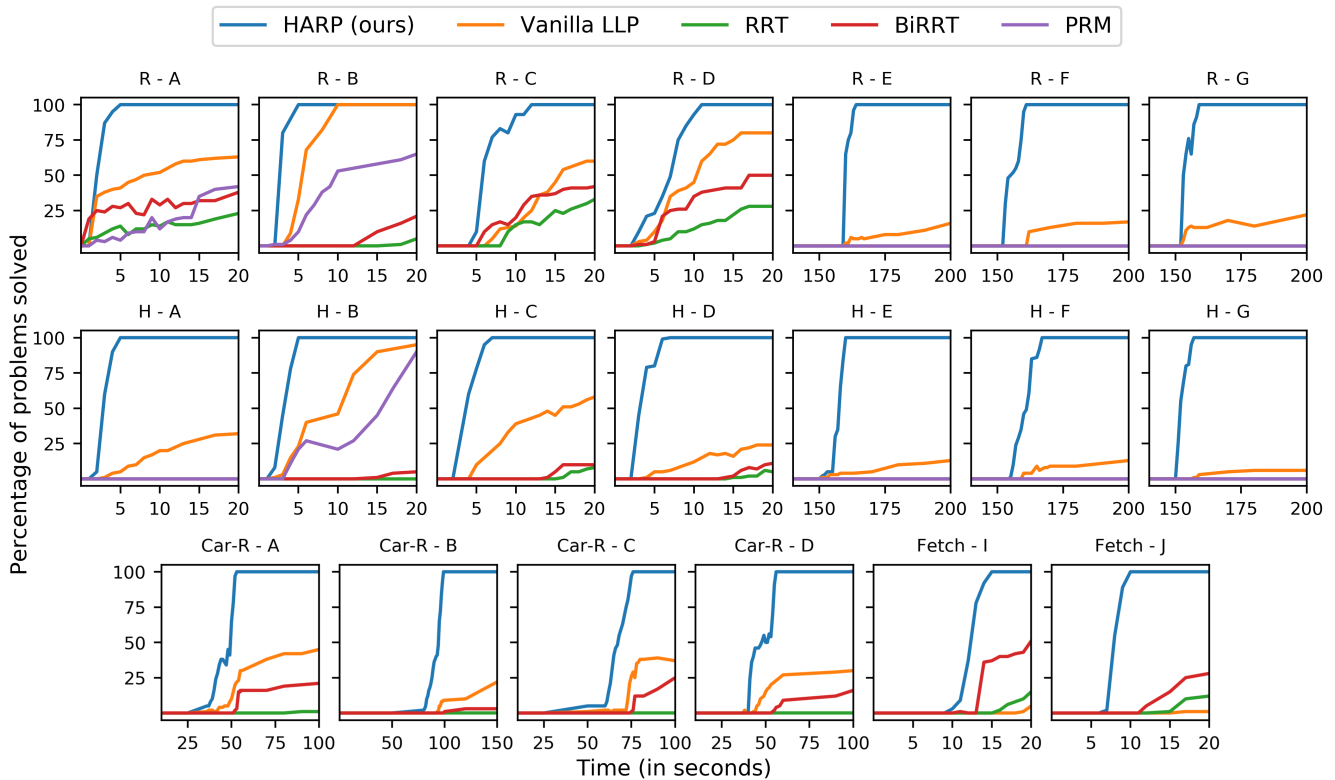 HARP (ours) Vanilla LLP RRT BiRRT PRM
R - A R - B R - C R - D R - E R - F R - G
100
75
50
25
5 10 15 20 5 10 15 20 5 10 15 20 5 10 15 20 150 175 200 150 175 200 150 175 200
H - A H - B H - C H - D H - E H - F H - G
100
75
50
25
5 10 15 20 5 10 15 20 5 10 15 20 5 10 15 20 150 175 200 150 175 200 150 175 200
Percentage of problems solved
Car-R - A Car-R - B Car-R - C Car-R - D Fetch - I Fetch - J
100
75
50
25
25 50 75 100 50 100 150 25 50 75 100 25 50 75 100 5 10 15 20 5 10 15 20
Time (in seconds)